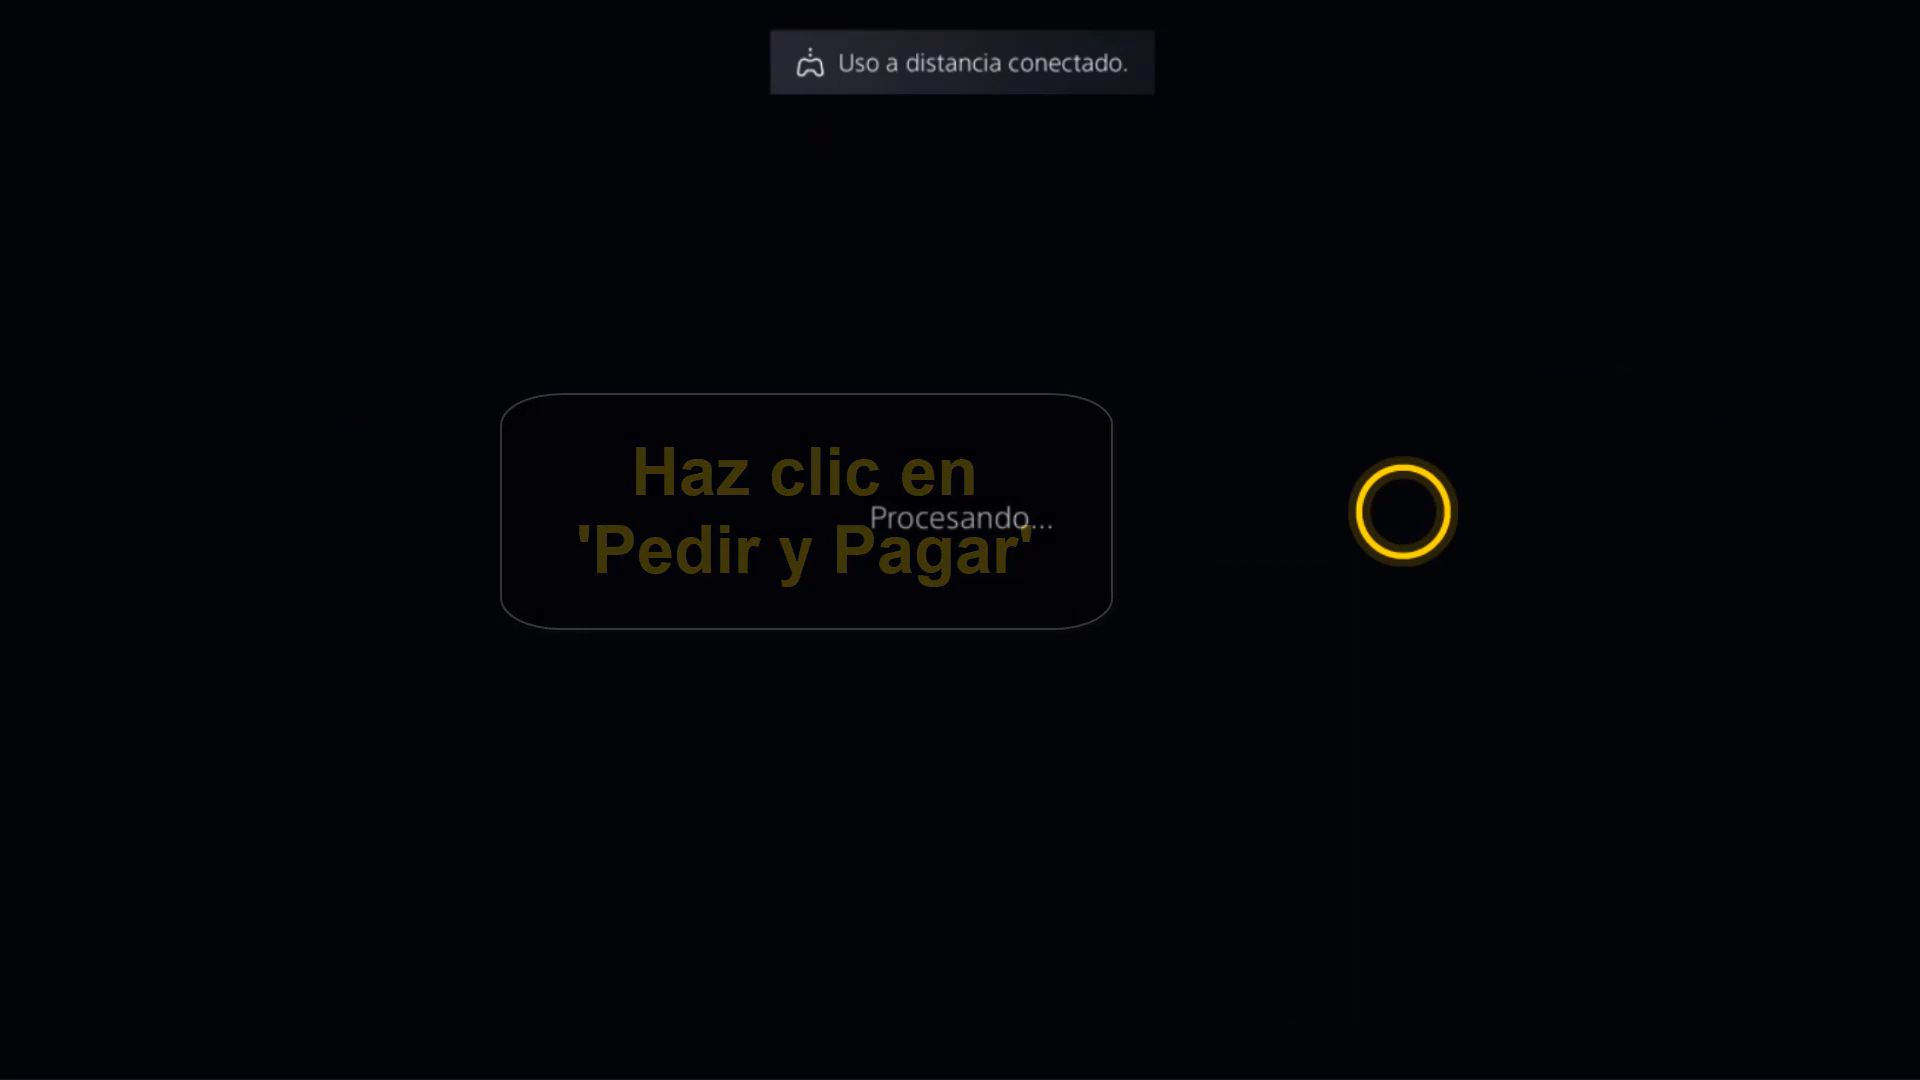 Uso a distancia conectado.
Haz clic en
Procesando...
'Pedir y Pagar'